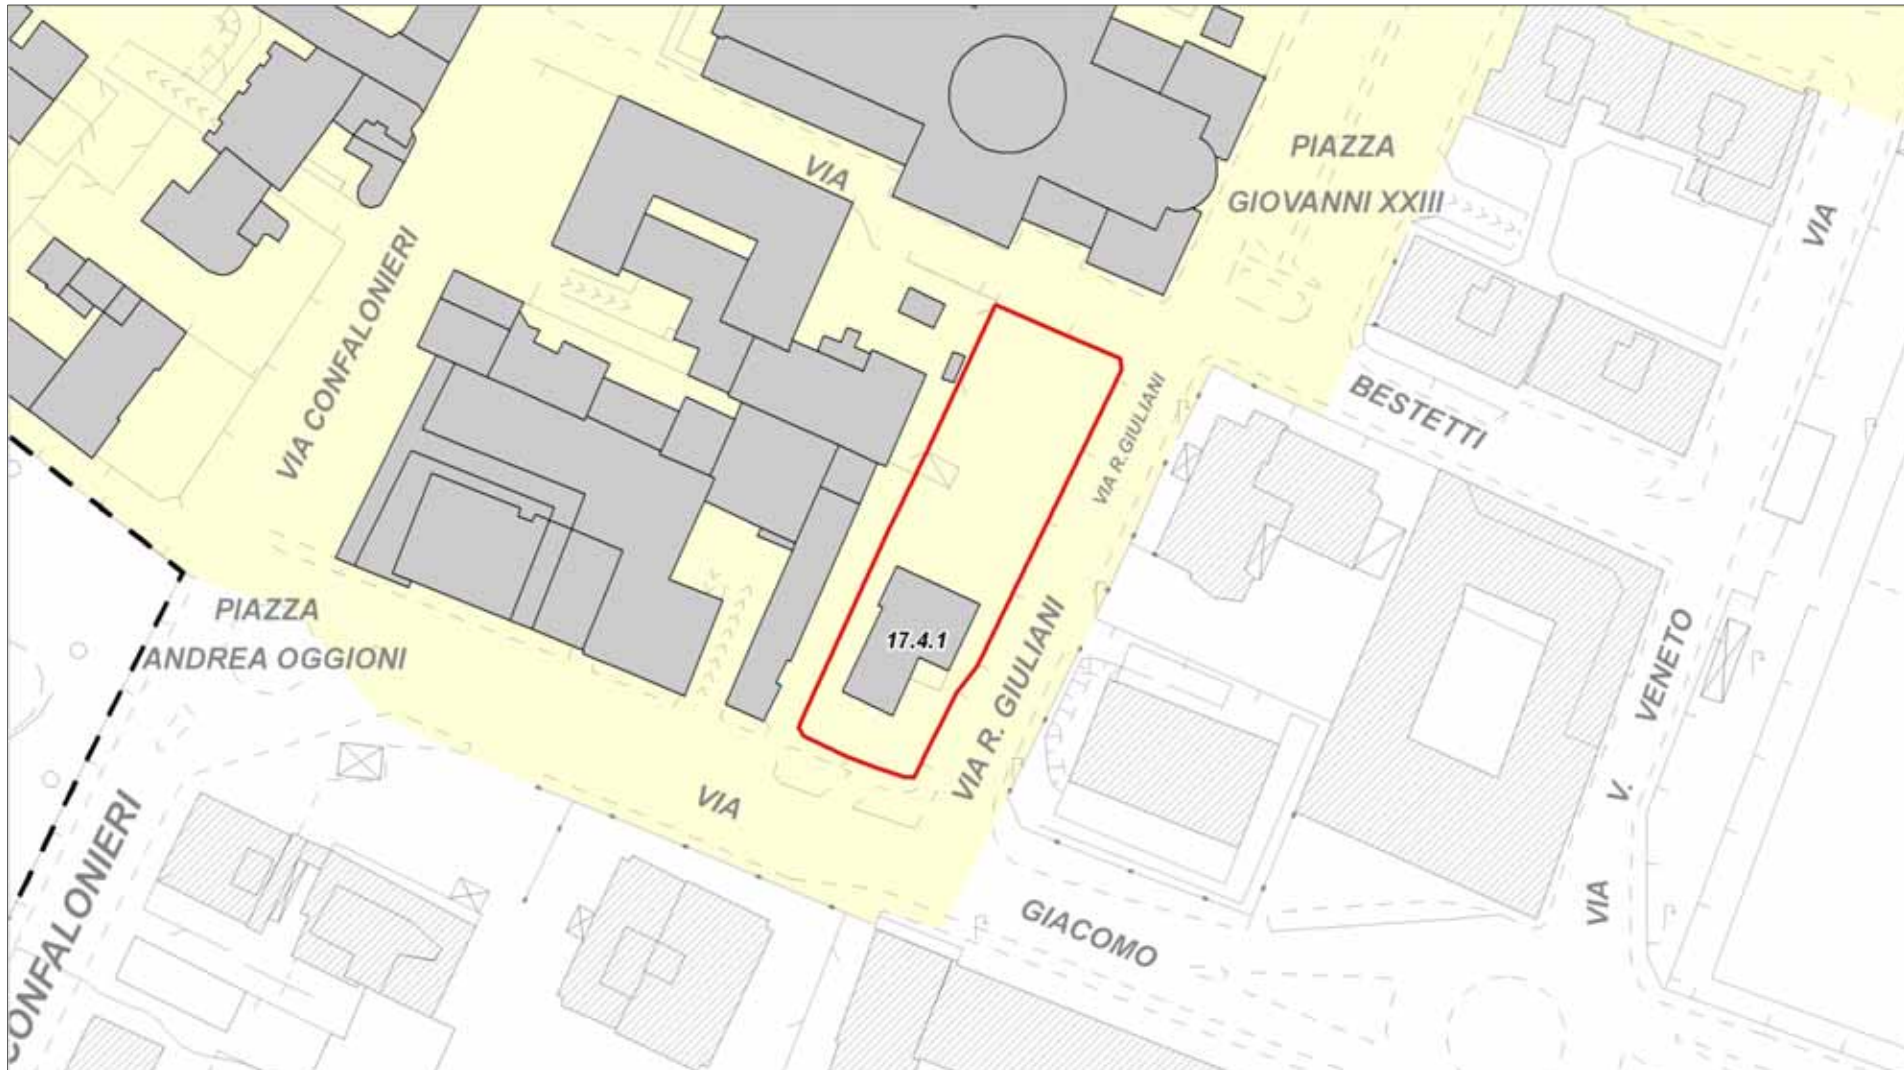 VIA
PIAZZA
GIOVANNI XXIII
VIA
VIA CONFALONIERI
BESTETTI
VIA R.GIULIANI
PIAZZA
ANDREA OGGIONI
17.4.1
VIA R. GIULIANI
VENETO
V.
VIA
VIA
GIACOMO
CONFALONIERI